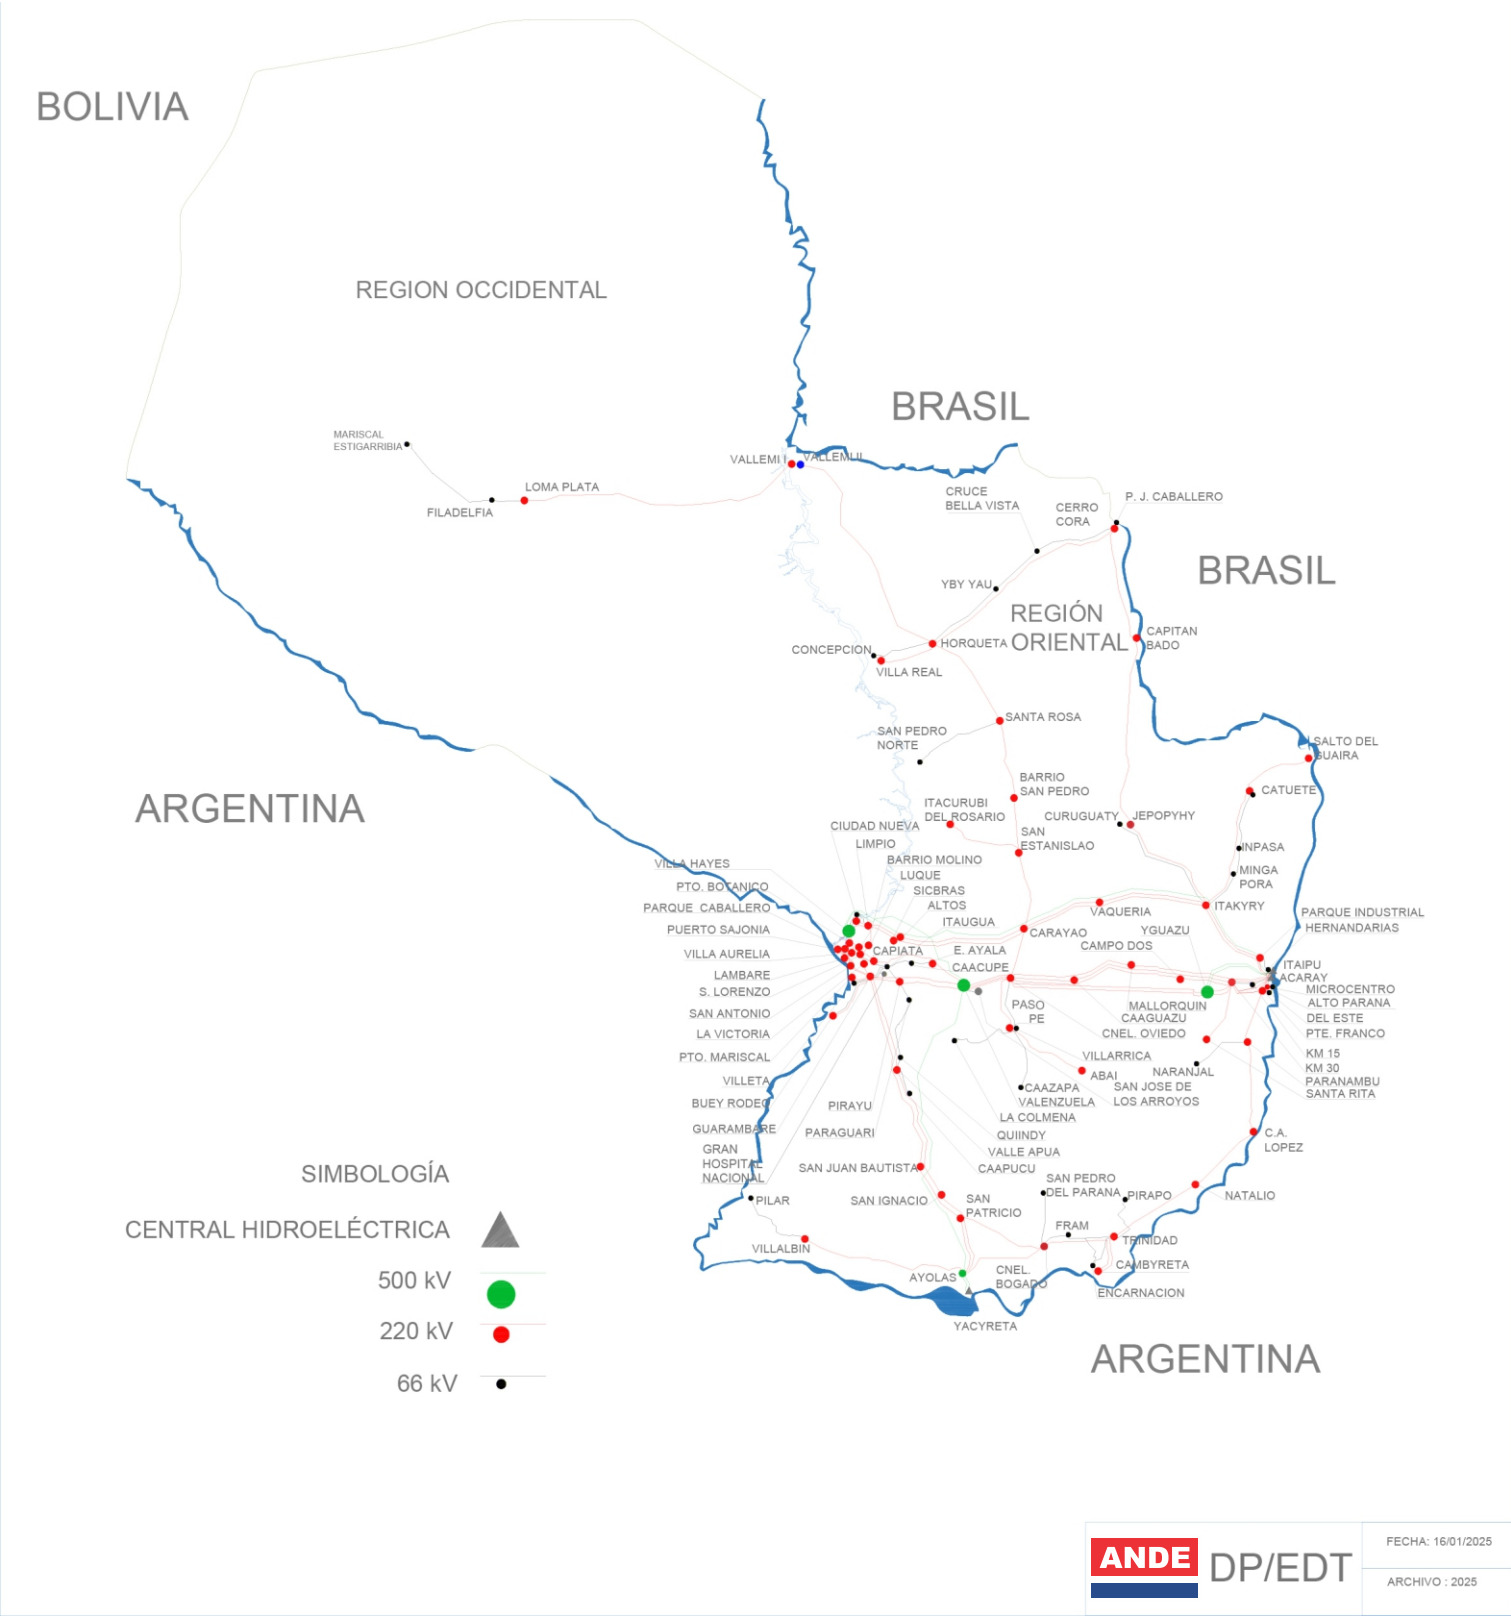 BOLIVIA
REGION OCCIDENTAL
BRASIL
MARISCAL
ESTIGARRIBIA
VALLEMI I
VALLEMI II
LOMA PLATA
FILADELFIA
CRUCE
BELLA VISTA
CERRO
CORA
P. J. CABALLERO
BRASIL
YBY YAU
REGIÓN
ORIENTAL
CAPITAN
BADO
HORQUETA
CONCEPCION
VILLA REAL
SANTA ROSA
SAN PEDRO
NORTE
SALTO DEL
GUAIRA
ARGENTINA
BARRIO
SAN PEDRO
CATUETE
ITACURUBI
DEL ROSARIO
CURUGUATY
JEPOPYHY
CIUDAD NUEVA
LIMPIO
SAN
ESTANISLAO
INPASA
VILLA HAYES
BARRIO MOLINO
LUQUE
MINGA
PORA
PTO. BOTANICO
SICBRAS
PARQUE CABALLERO
ALTOS
VAQUERIA
ITAKYRY
PARQUE INDUSTRIAL
HERNANDARIAS
PUERTO SAJONIA
ITAUGUA
CARAYAO
YGUAZU
VILLA AURELIA
CAPIATA
E. AYALA
CAMPO DOS
LAMBARE
CAACUPE
ITAIPU
ACARAY
S. LORENZO
MICROCENTRO
ALTO PARANA
SAN ANTONIO
PASO
PE
MALLORQUIN
CAAGUAZU
DEL ESTE
LA VICTORIA
CNEL. OVIEDO
PTE. FRANCO
PTO. MARISCAL
VILLARRICA
KM 15
KM 30
VILLETA
ABAI
NARANJAL
PARANAMBU
SANTA RITA
CAAZAPA
VALENZUELA
SAN JOSE DE
LOS ARROYOS
BUEY RODEO
PIRAYU
LA COLMENA
GUARAMBARE
PARAGUARI
QUIINDY
C.A.
LOPEZ
GRAN
HOSPITAL
NACIONAL
VALLE APUA
CAAPUCU
SAN JUAN BAUTISTA
SAN PEDRO
DEL PARANA
PIRAPO
NATALIO
SIMBOLOGÍA
PILAR
SAN IGNACIO
SAN
PATRICIO
FRAM
TRINIDAD
CENTRAL HIDROELÉCTRICA
VILLALBIN
CAMBYRETA
500 kV
AYOLAS
CNEL.
BOGADO
ENCARNACION
220 kV
YACYRETA
ARGENTINA
66 kV
ANDE
DP/EDT
FECHA: 16/01/2025
ARCHIVO : 2025